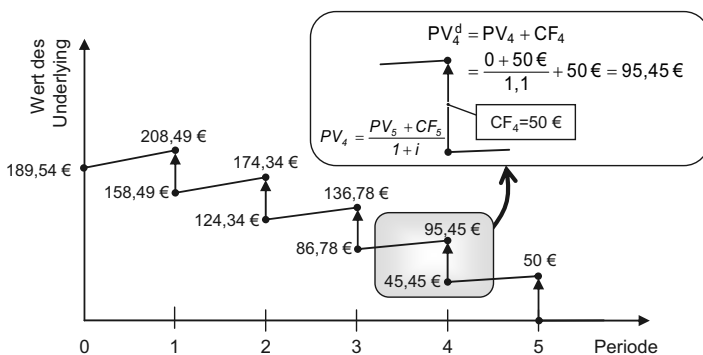 PV₄ᵈ = PV₄ + CF₄
= (0 + 50 €) / 1,1 + 50 € = 95,45 €
CF₄=50 €
PV₄ = (PV₅ + CF₅) / (1 + i)
Wert des
Underlying
208,49 €
189,54 €
158,49 €
174,34 €
124,34 €
136,78 €
86,78 €
95,45 €
45,45 €
50 €
0 1 2 3 4 5 Periode